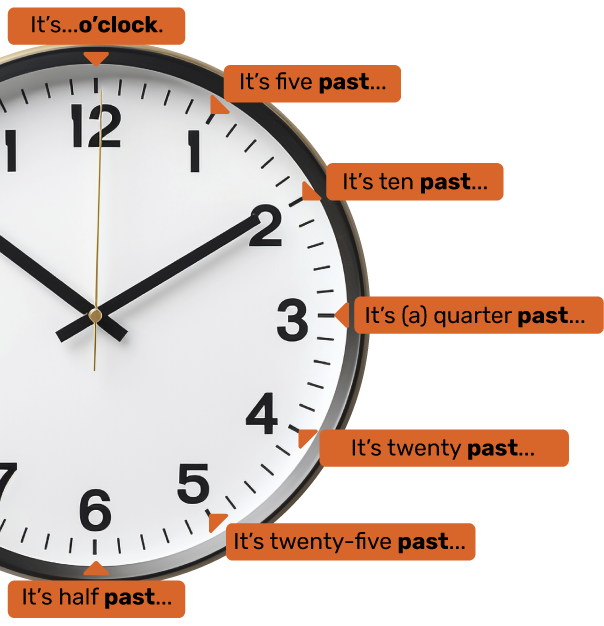 It's...o'clock.
It's five past...
12
1
1
It's ten past...
2
It's (a) quarter past...
3
4
It's twenty past...
7
5
6
It's twenty-five past...
It's half past...